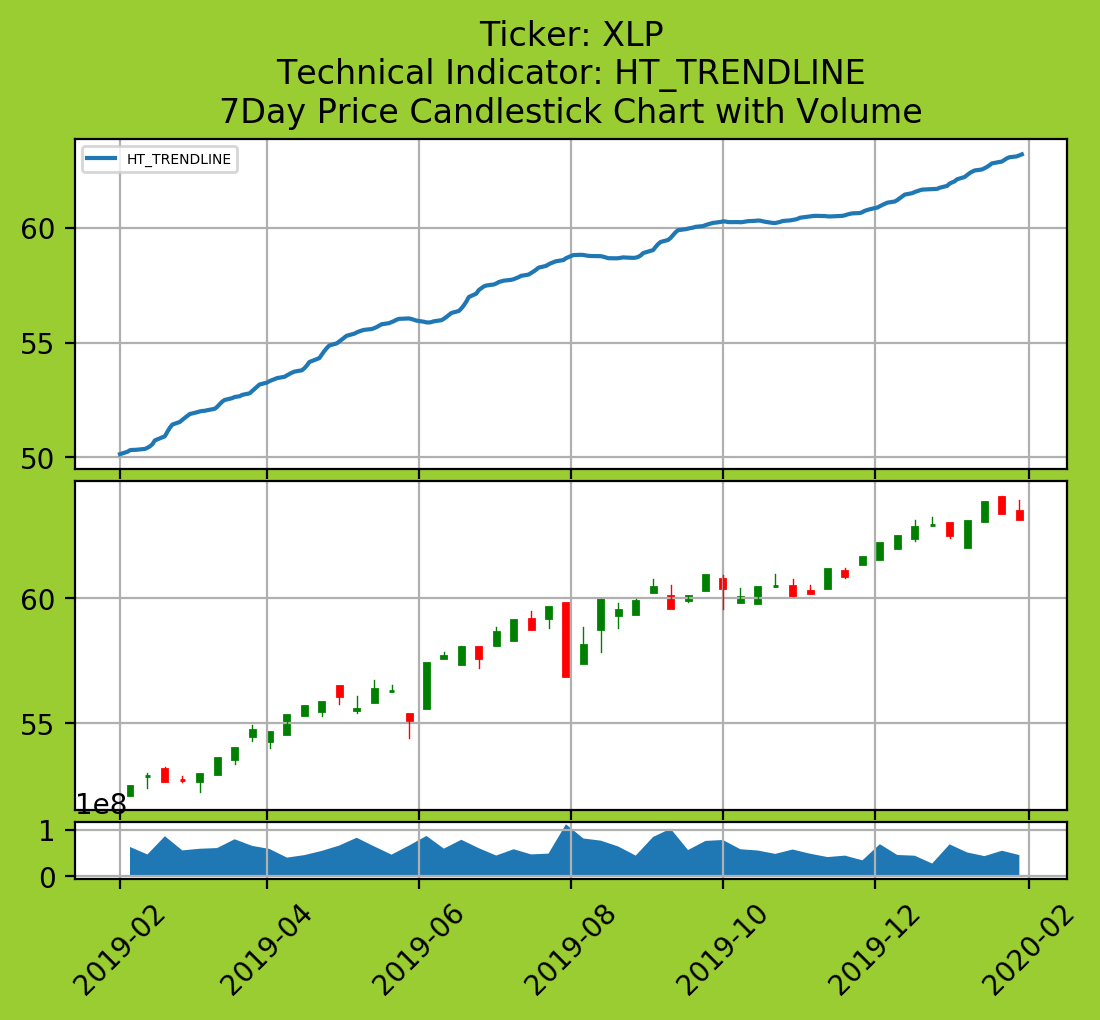 Ticker: XLP
Technical Indicator: HT_TRENDLINE
7Day Price Candlestick Chart with Volume
HT_TRENDLINE
60
55
50
60
55
1e8
1
0
2019-02
2019-04
2019-06
2019-08
2019-10
2019-12
2020-02